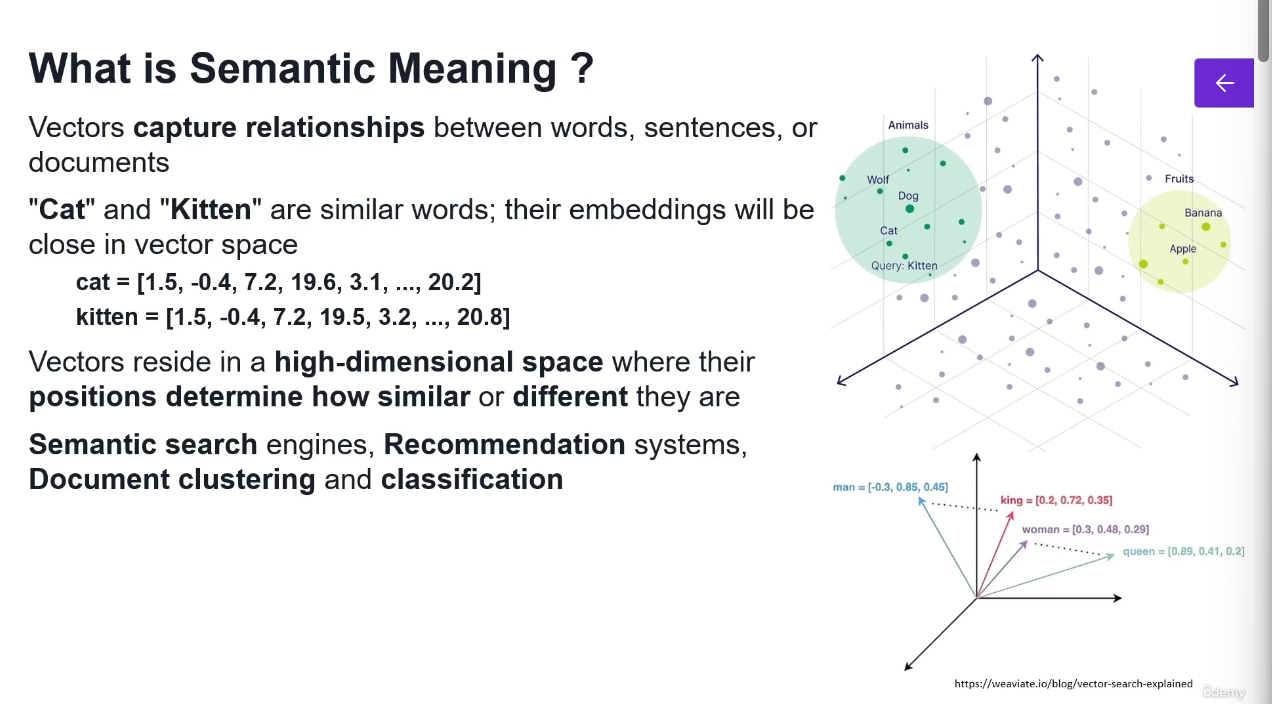 What is Semantic Meaning ?
Vectors capture relationships between words, sentences, or
documents
"Cat" and "Kitten" are similar words; their embeddings will be
close in vector space
cat = [1.5, -0.4, 7.2, 19.6, 3.1, ..., 20.2]
kitten = [1.5, -0.4, 7.2, 19.5, 3.2, ..., 20.8]
Vectors reside in a high-dimensional space where their
positions determine how similar or different they are
Semantic search engines, Recommendation systems,
Document clustering and classification
Animals
Wolf
Dog
Cat
Query: Kitten
Fruits
Banana
Apple
man = [-0.3, 0.85, 0.45]
king = [0.2, 0.72, 0.35]
woman = [0.3, 0.48, 0.29]
queen = [0.89, 0.41, 0.2]
https://weaviate.io/blog/vector-search-explained
ûdemy